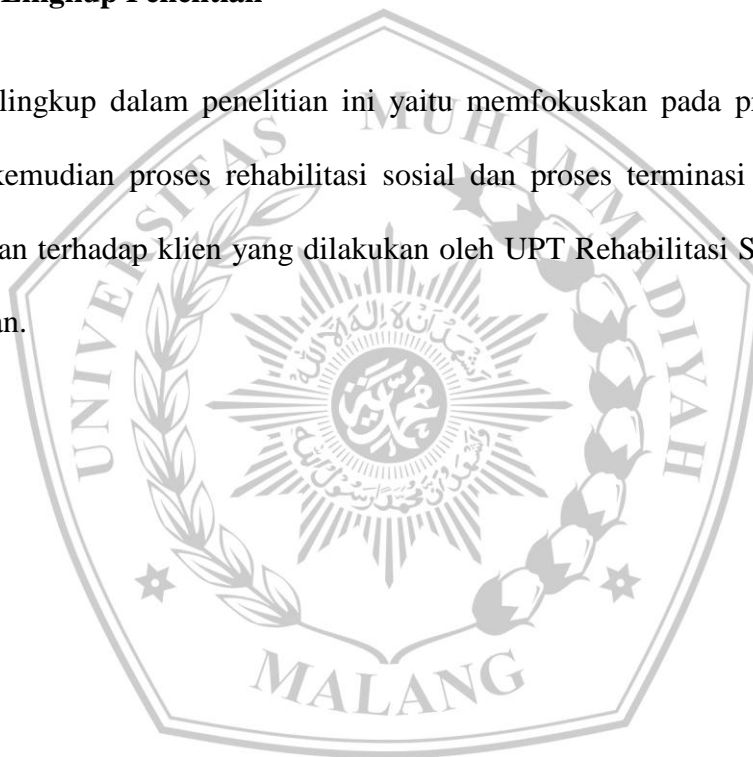 Lingkup Penelitian
lingkup dalam penelitian ini yaitu memfokuskan pada
kemudian proses rehabilitasi sosial dan proses terminasi
an terhadap klien yang dilakukan oleh UPT Rehabilitasi S
an.
UNIVERSITAS MUHAMMADIYAH
MALANG